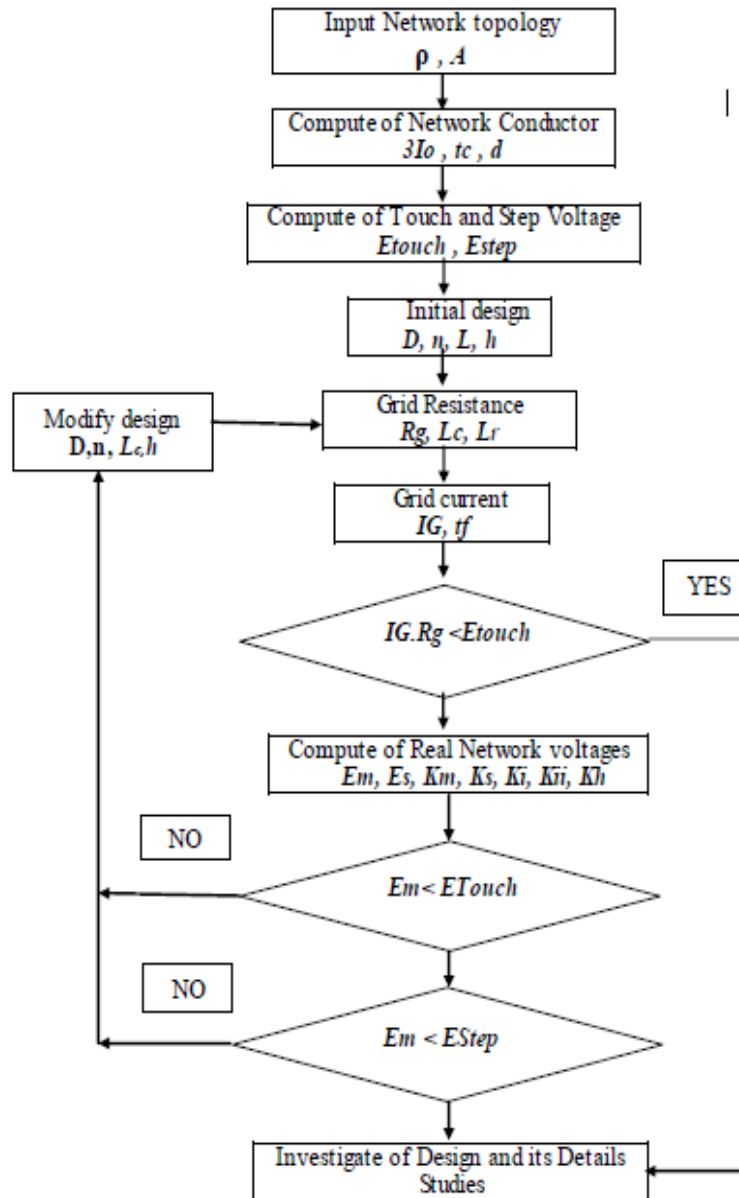 Input Network topology
ρ , A
Compute of Network Conductor
3Io , tc , d
Compute of Touch and Step Voltage
Etouch , Estep
Initial design
D, n, L, h
Modify design
D,n, Lc,h
Grid Resistance
Rg, Lc, Lr
Grid current
IG, tf
YES
IG.Rg <Etouch
Compute of Real Network voltages
Em, Es, Km, Ks, Ki, Kii, Kh
NO
Em< ETouch
NO
Em < EStep
Investigate of Design and its Details
Studies